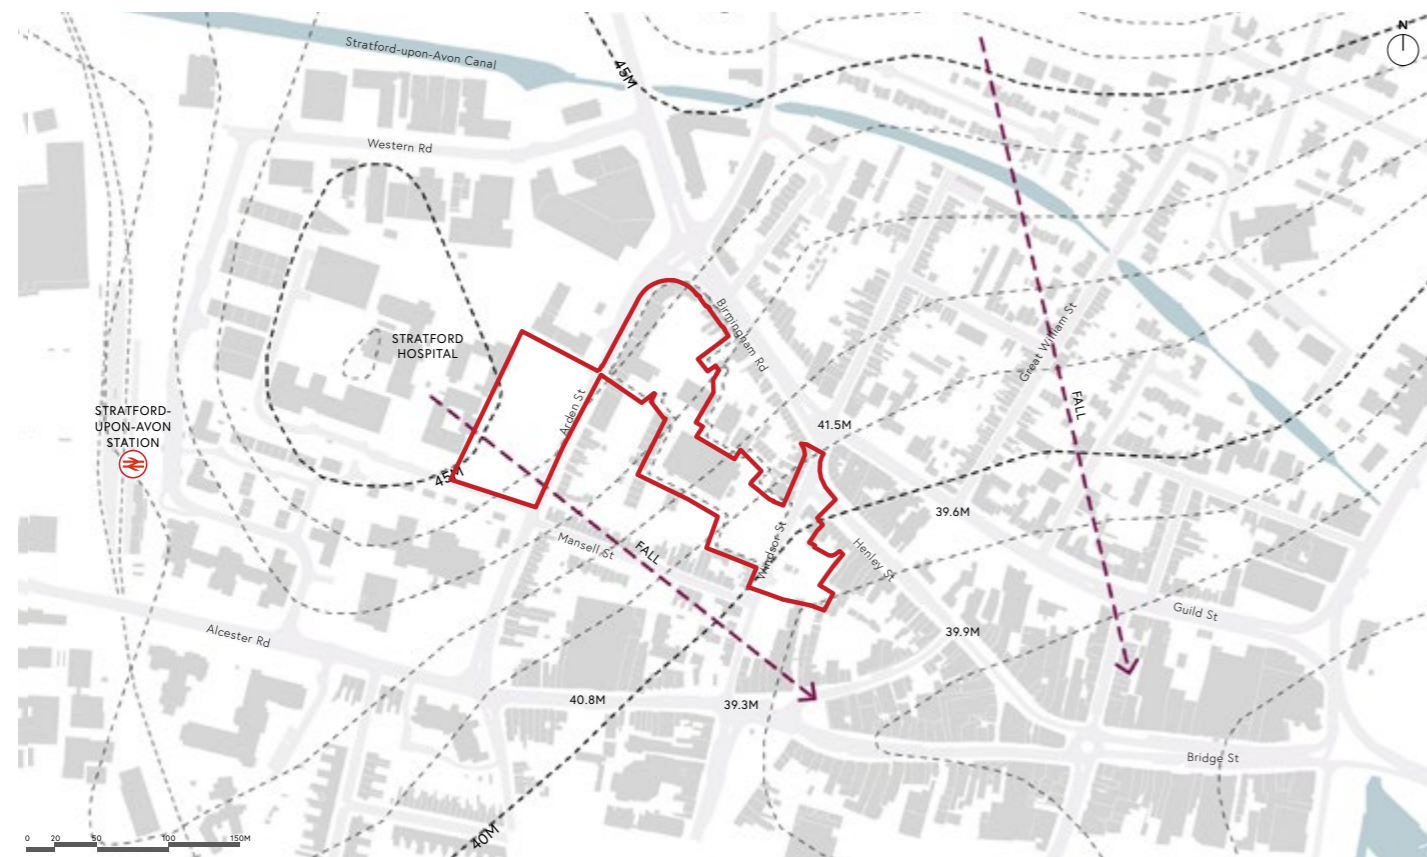 N
Stratford-upon-Avon Canal
45M
Western Rd
STRATFORD
HOSPITAL
Birmingham Rd
Great William St
FALL
Arden St
STRATFORD-
UPON-AVON
STATION
41.5M
45M
39.6M
Windsor St
Mansell St
FALL
Henley St
Guild St
39.9M
Alcester Rd
40.8M
39.3M
Bridge St
40M
0 20 50 100 150M